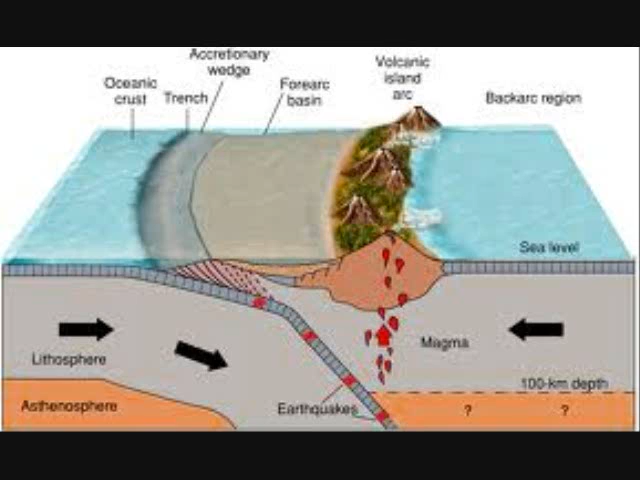 Accretionary
wedge
Volcanic
island
arc
Oceanic
crust
Trench
Forearc
basin
Backarc region
Sea level
Magma
Lithosphere
100-km depth
Asthenosphere
Earthquakes
?
?